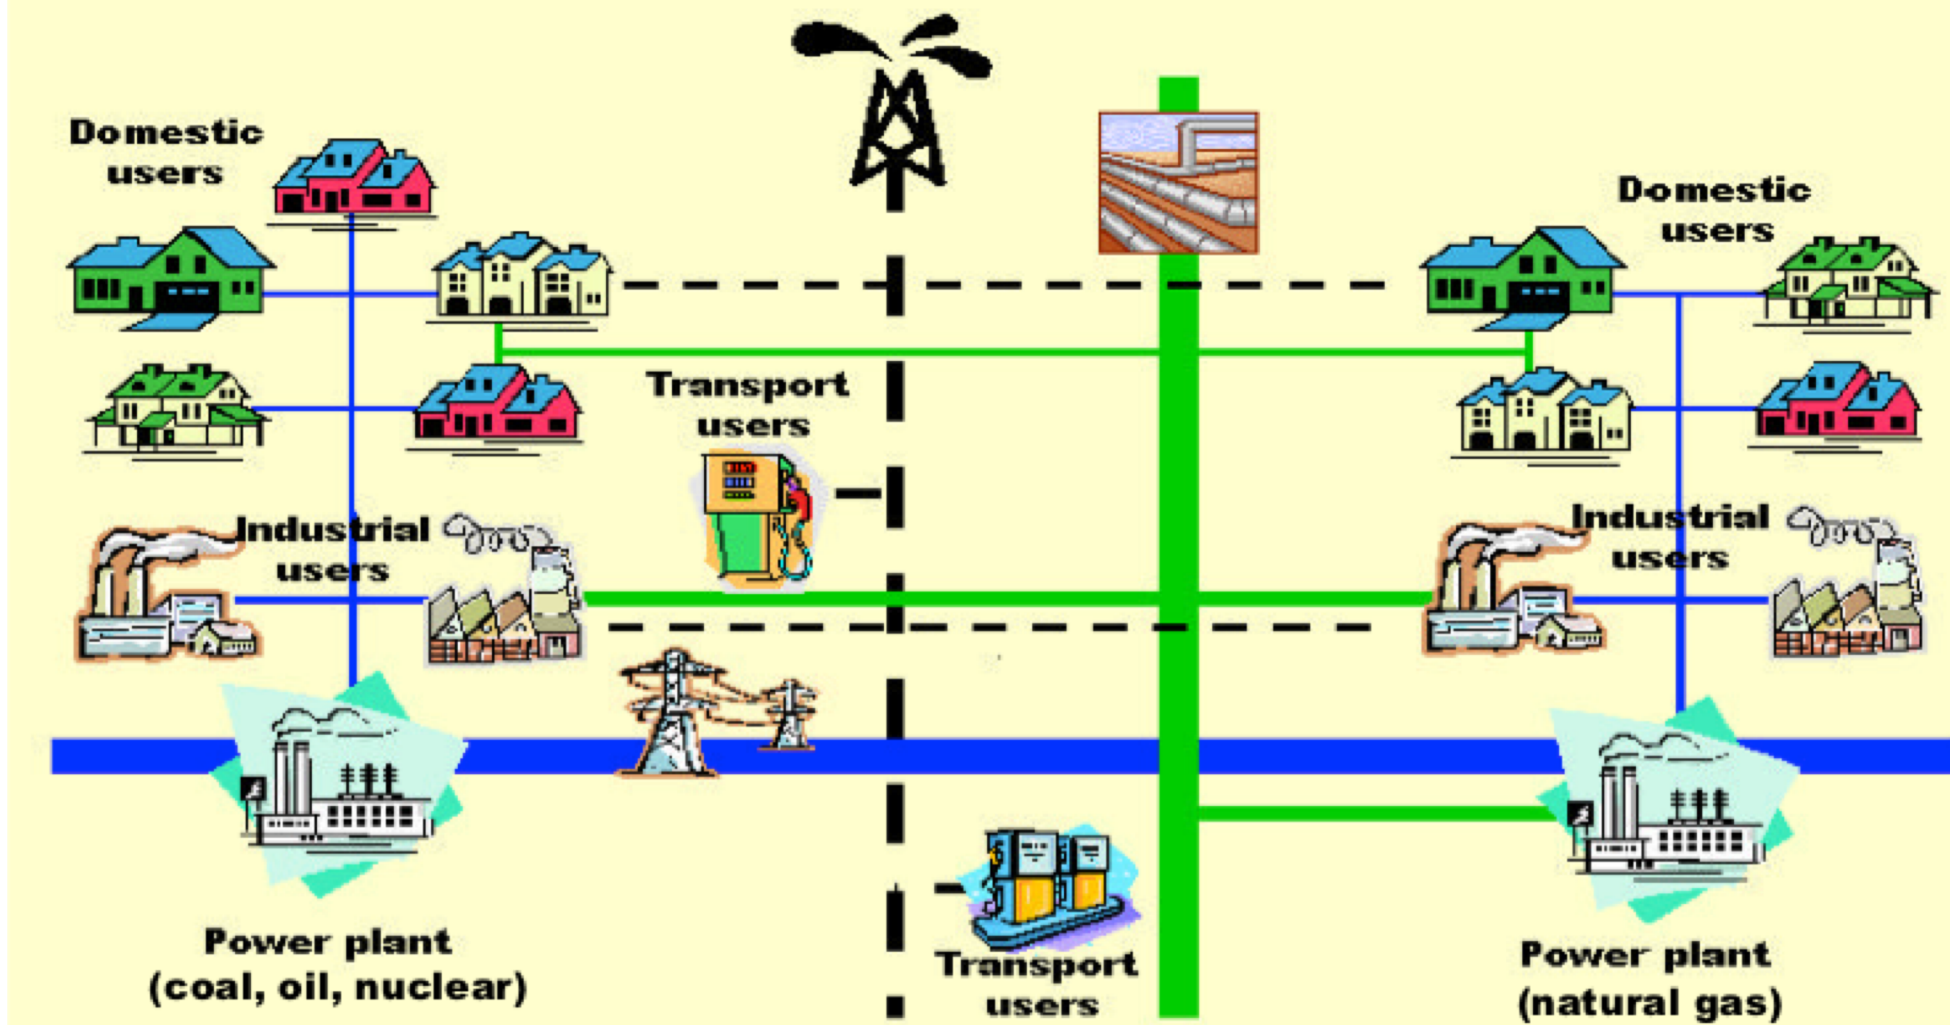 Domestic
users
Domestic
users
Transport
users
Industrial
users
Industrial
users
Power plant
(coal, oil, nuclear)
Transport
users
Power plant
(natural gas)